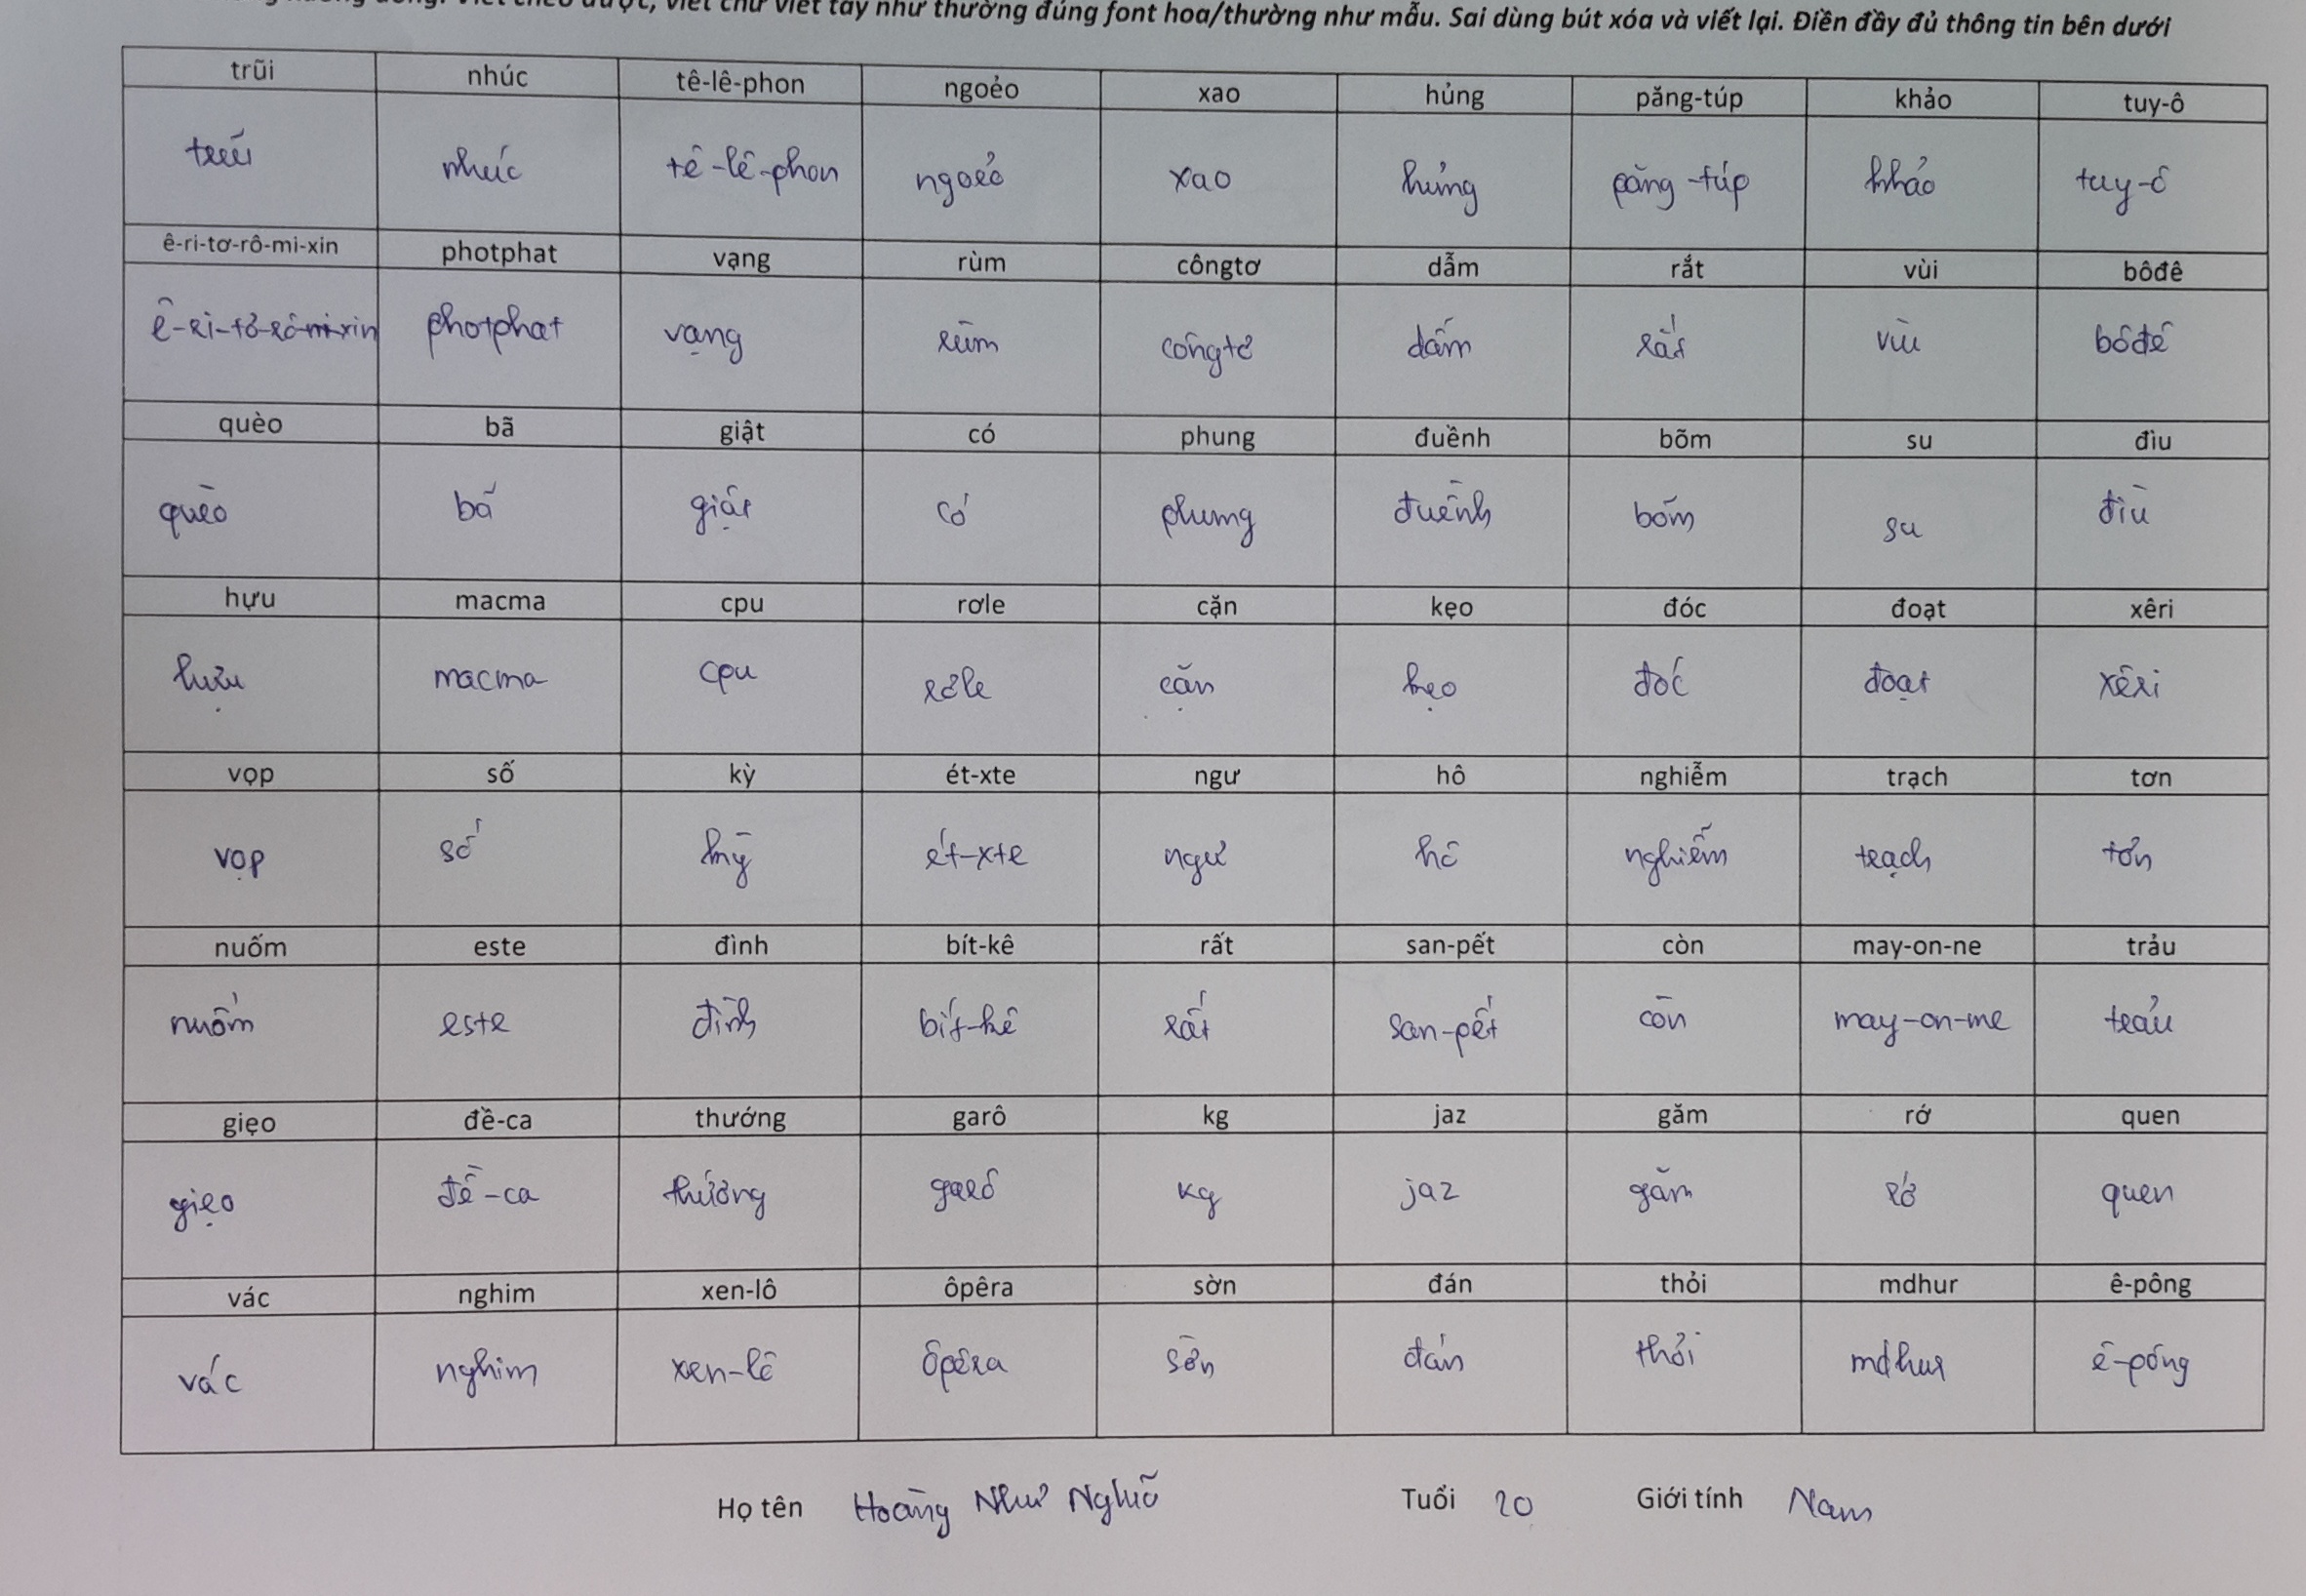 viết chữ viết tay như thường đúng font hoa/thường như mẫu. Sai dùng bút xóa và viết lại. Điền đầy đủ thông tin bên dưới
trũi nhúc tê-lê-phon ngoẻo xao hủng păng-túp khảo tuy-ô
trũi nhúc tê-lê-phon ngoẻo xao hủng păng-túp khảo tuy-ô
ê-ri-tơ-rô-mi-xin photphat vạng rùm côngtơ dẫm rắt vùi bôđê
ê-ri-tơ-rô-mi-xin photphat vạng rùm côngtơ dẫm rắt vùi bôđê
quèo bã giật có phung đuềnh bõm su đìu
quèo bã giật có phung đuềnh bõm su đìu
hựu macma cpu rơle cặn kẹo đóc đoạt xêri
hựu macma cpu rơle cặn kẹo đóc đoạt xêri
vọp số kỳ ét-xte ngư hô nghiễm trạch tơn
vọp số kỳ ét-xte ngư hô nghiễm trạch tơn
nuốm este đình bít-kê rất san-pết còn may-on-ne trảu
nuốm este đình bít-kê rất san-pết còn may-on-ne trảu
giẹo đề-ca thướng garô kg jaz găm rớ quen
giẹo đề-ca thướng garô kg jaz găm rớ quen
vác nghim xen-lô ôpêra sờn đán thỏi mdhur ê-pông
vác nghim xen-lô ôpêra sờn đán thỏi mdhur ê-pông
Họ tên Hoàng Như Nghĩa Tuổi 20 Giới tính Nam